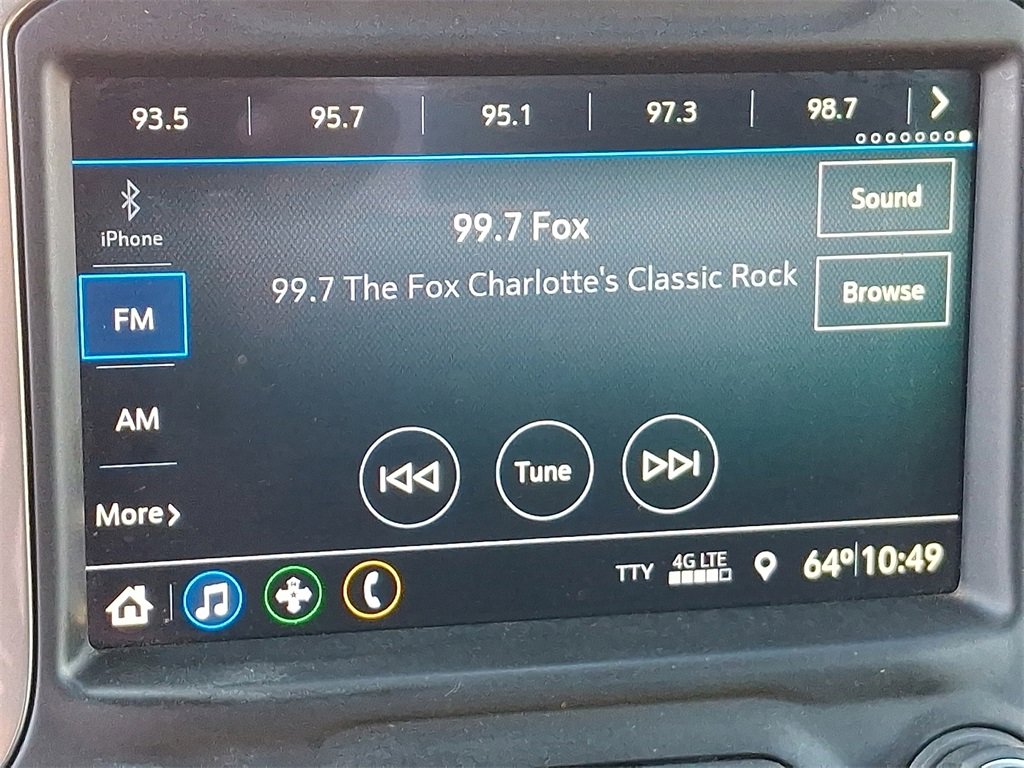 93.5 95.7 95.1 97.3 98.7
iPhone
99.7 Fox
Sound
99.7 The Fox Charlotte's Classic Rock
Browse
FM
AM
Tune
More
TTY 4G LTE 64° 10:49